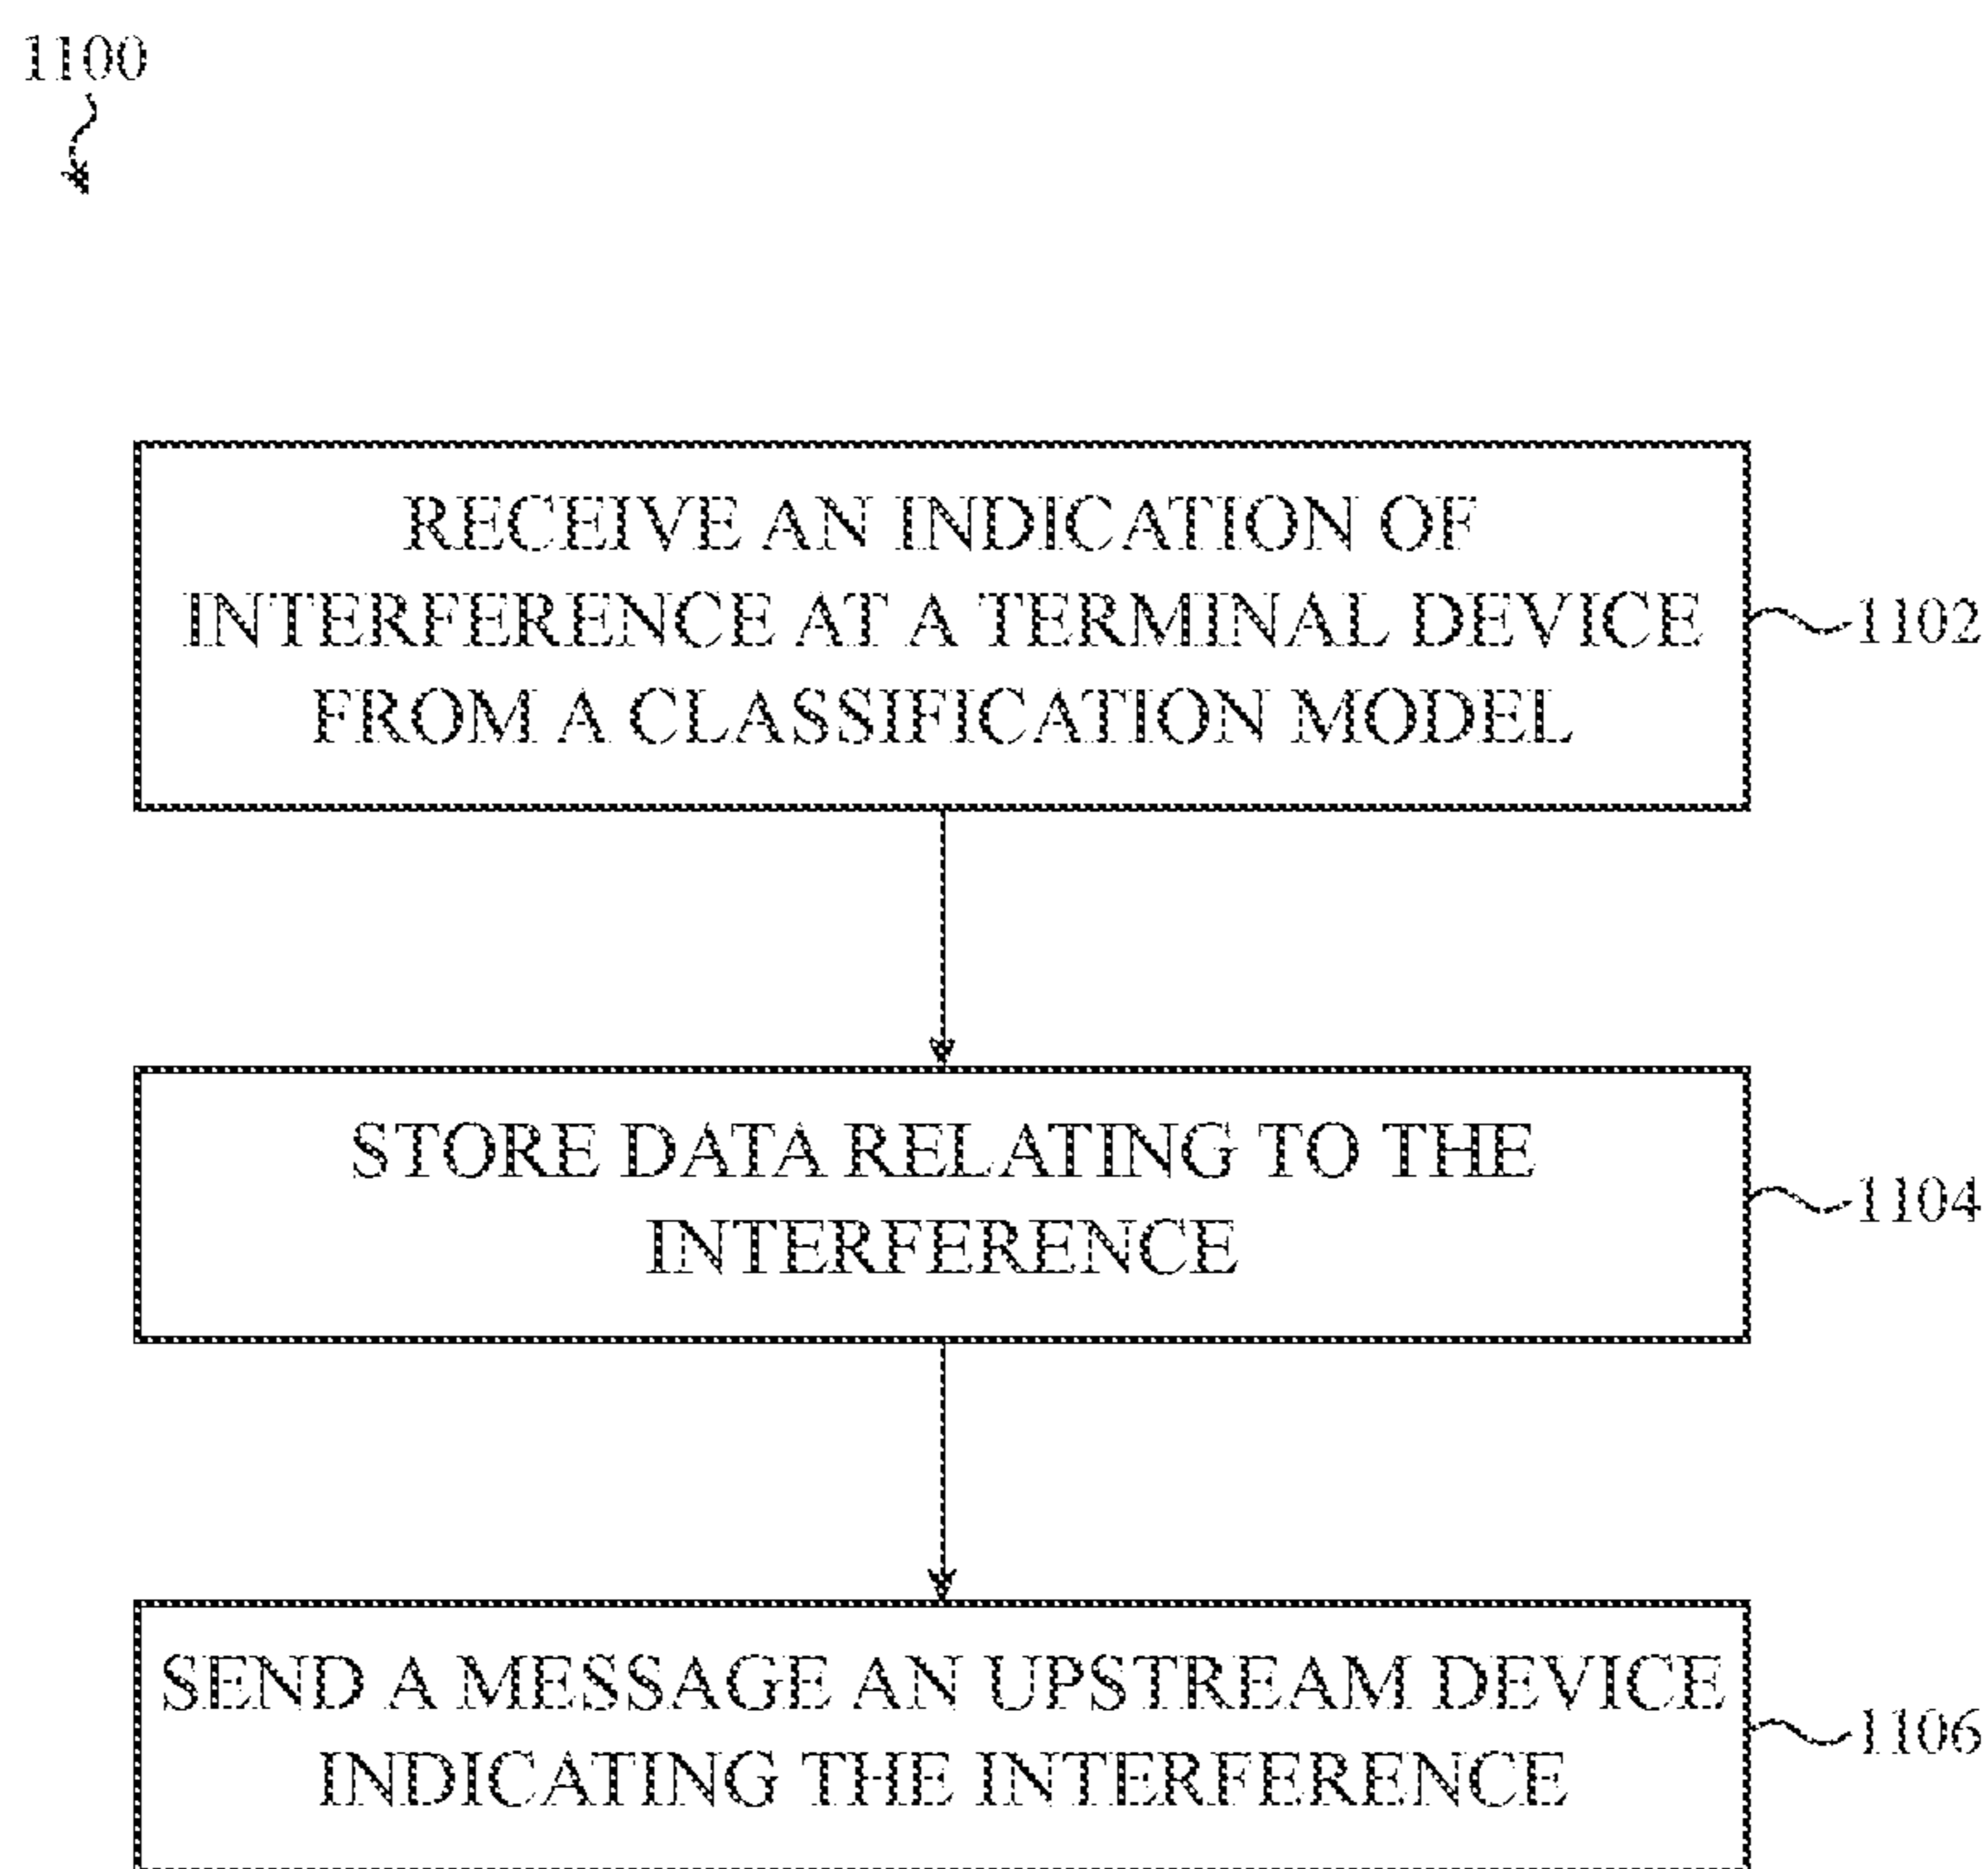 1100
RECEIVE AN INDICATION OF
INTERFERENCE AT A TERMINAL DEVICE
FROM A CLASSIFICATION MODEL
1102
STORE DATA RELATING TO THE
INTERFERENCE
1104
SEND A MESSAGE AN UPSTREAM DEVICE
INDICATING THE INTERFERENCE
1106